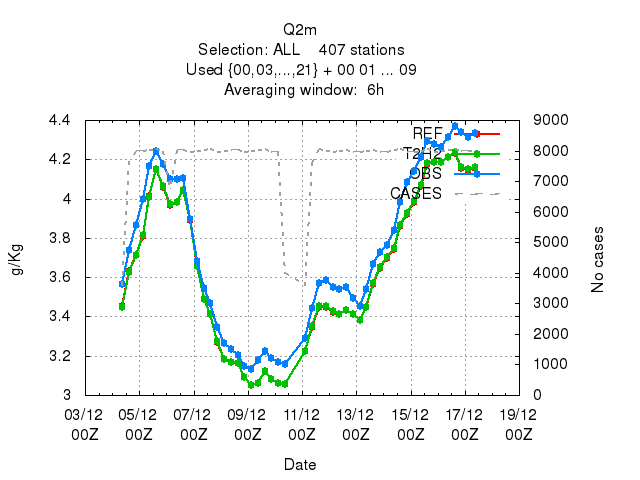 Q2m
Selection: ALL    407 stations
Used {00,03,...,21} + 00 01 ... 09
Averaging window:  6h
g/Kg
4.4
4.2
4
3.8
3.6
3.4
3.2
3
REF
T2H2
OBS
CASES
9000
8000
7000
6000
5000
4000
3000
2000
1000
0
No cases
03/12 05/12 07/12 09/12 11/12 13/12 15/12 17/12 19/12
00Z 00Z 00Z 00Z 00Z 00Z 00Z 00Z 00Z
Date